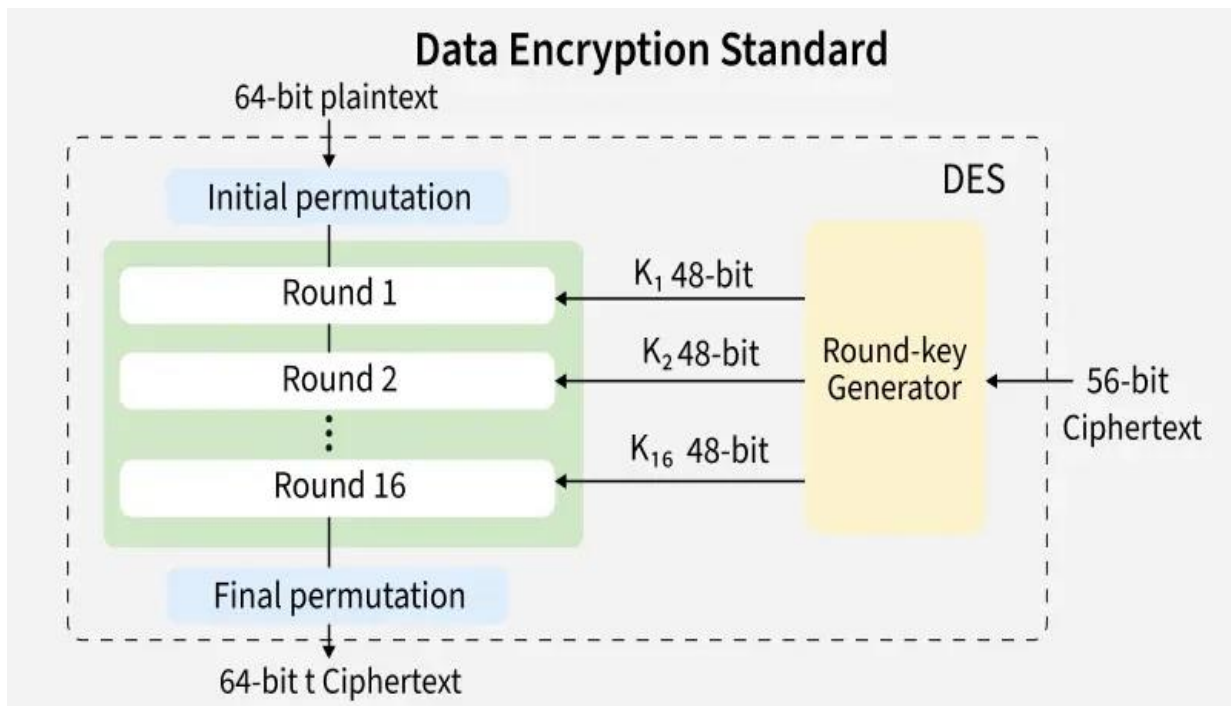 Data Encryption Standard
64-bit plaintext
DES
Initial permutation
Round 1
K₁ 48-bit
Round 2
K₂ 48-bit
Round-key
Generator
56-bit
Ciphertext
K₁₆ 48-bit
Round 16
Final permutation
64-bit t Ciphertext